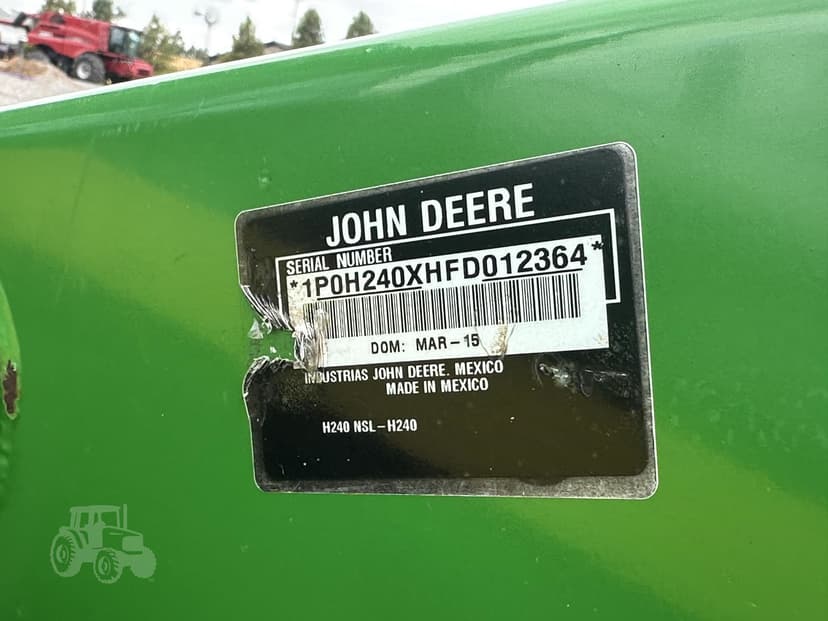 JOHN DEERE
SERIAL NUMBER
*1P0H240XHFD012364*
DOM: MAR-15
INDUSTRIAS JOHN DEERE. MEXICO
MADE IN MEXICO
H240 NSL-H240